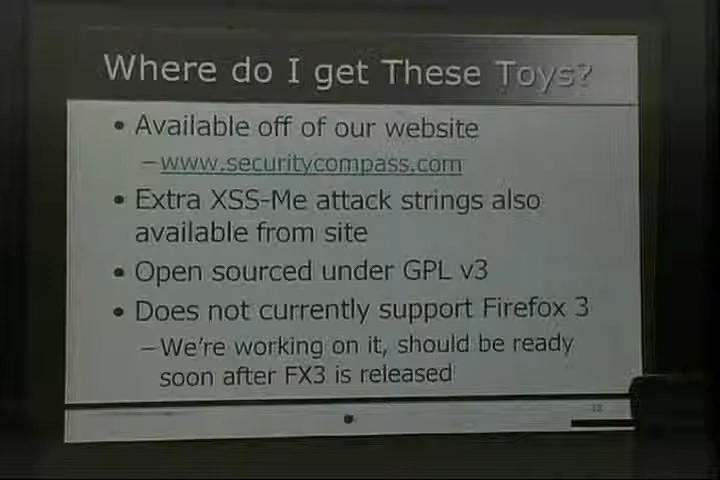 Where do I get These Toys?
• Available off of our website
–www.securitycompass.com
• Extra XSS-Me attack strings also
available from site
• Open sourced under GPL v3
• Does not currently support Firefox 3
–We're working on it, should be ready
soon after FX3 is released